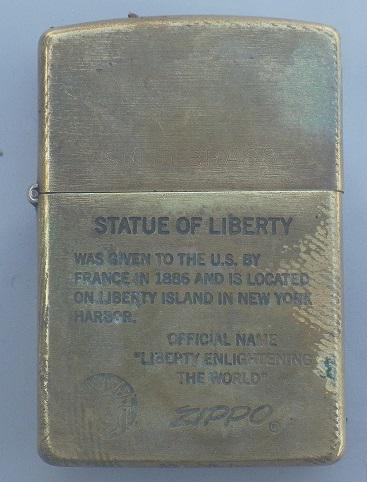 STATUE OF LIBERTY
WAS GIVEN TO THE U.S. BY
FRANCE IN 1886 AND IS LOCATED
ON LIBERTY ISLAND IN NEW YORK
HARBOR.
OFFICIAL NAME
"LIBERTY ENLIGHTENING
THE WORLD"
ZIPPO®